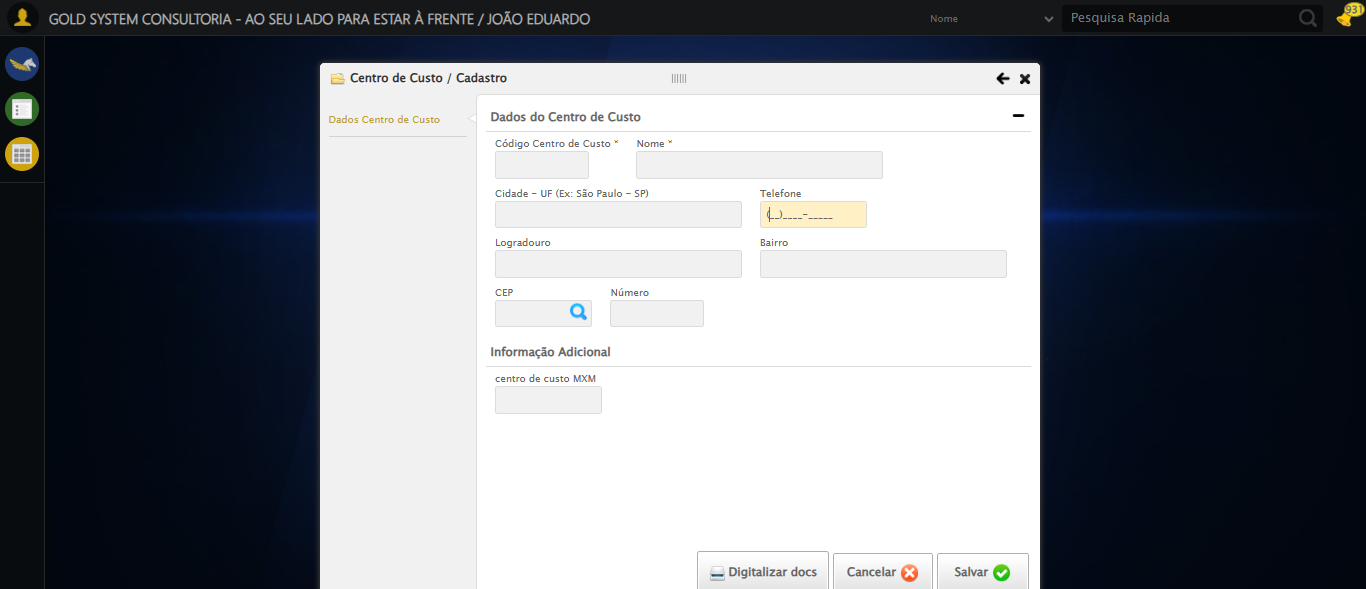 GOLD SYSTEM CONSULTORIA - AO SEU LADO PARA ESTAR À FRENTE / JOÃO EDUARDO
Nome
Pesquisa Rapida
931
Centro de Custo / Cadastro
Dados Centro de Custo
Dados do Centro de Custo
Código Centro de Custo * Nome *
Cidade - UF (Ex: São Paulo - SP) Telefone
(__)____-_____
Logradouro Bairro
CEP Número
Informação Adicional
centro de custo MXM
Digitalizar docs Cancelar Salvar